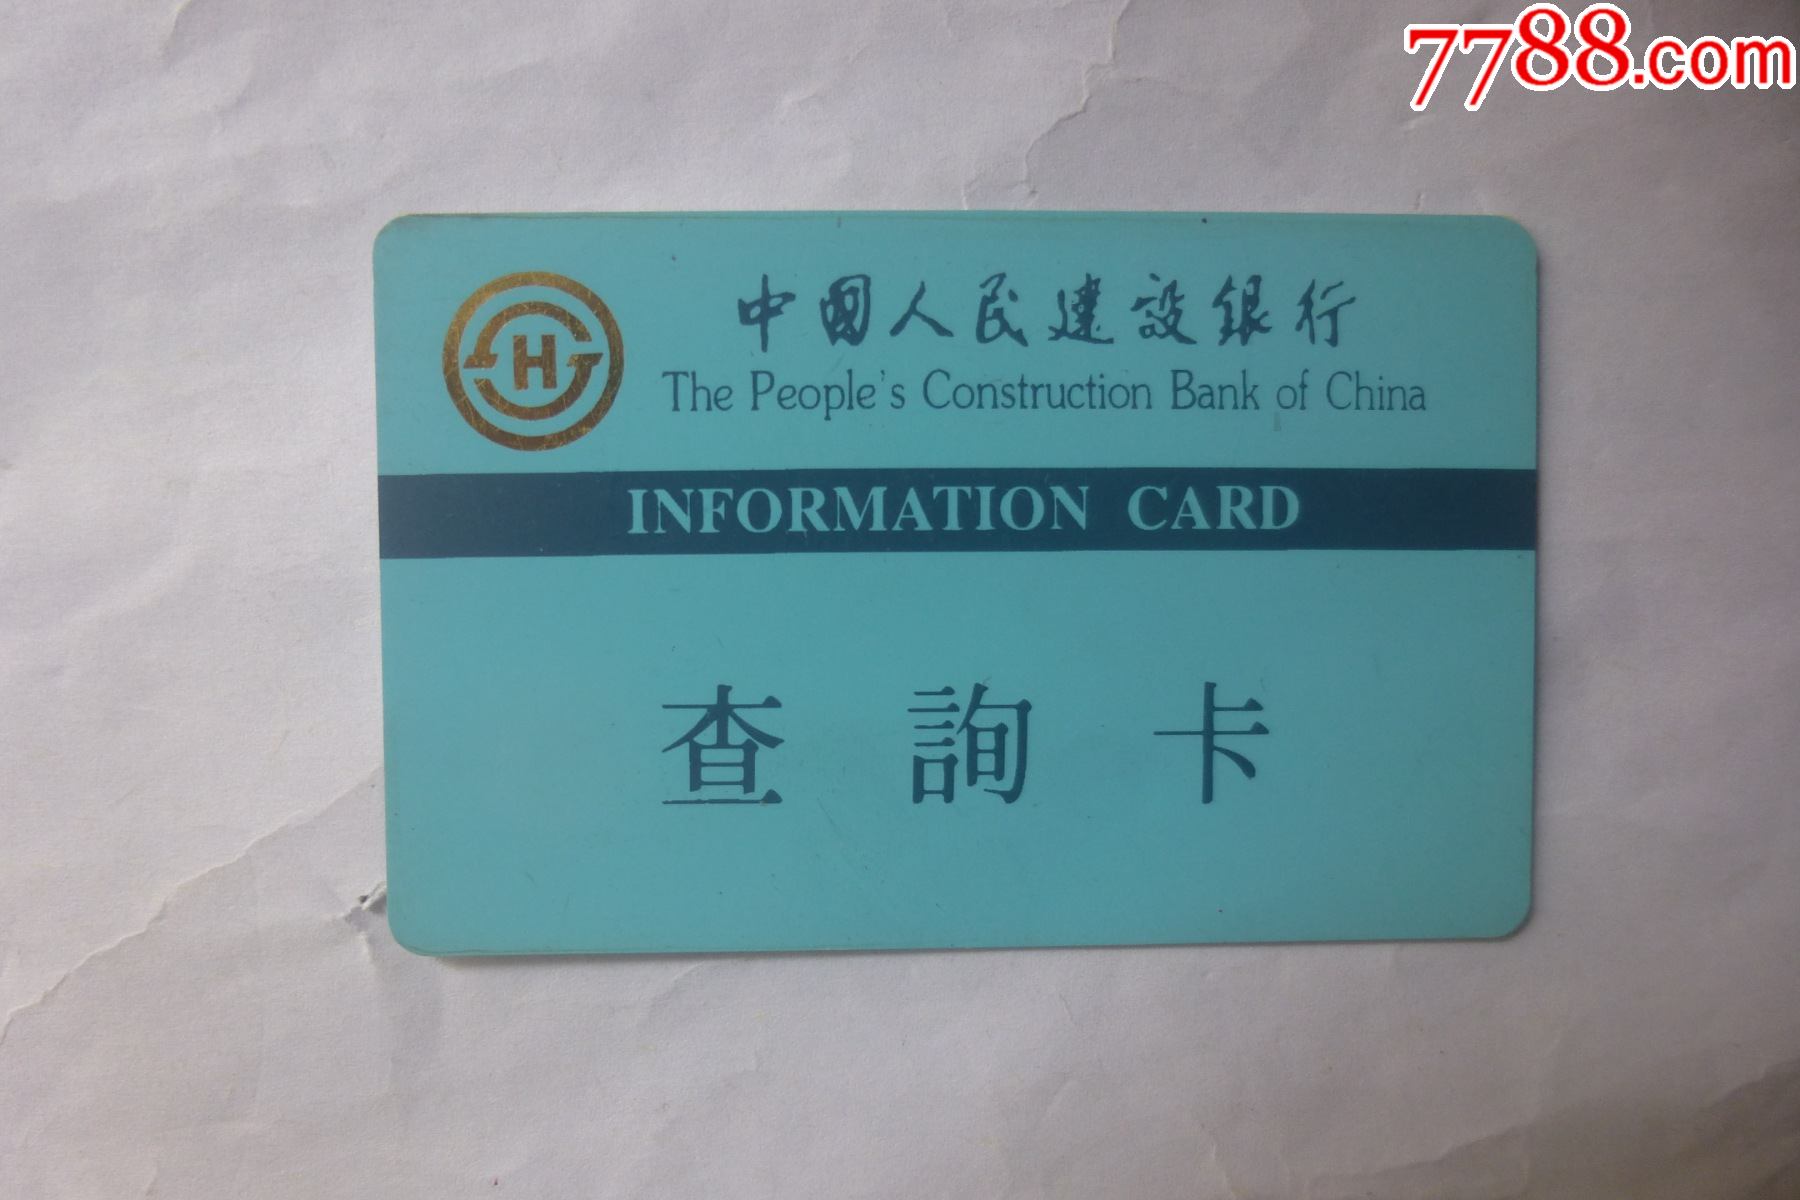 7788.com
中國人民建設銀行
The People's Construction Bank of China
H
INFORMATION CARD
查詢卡